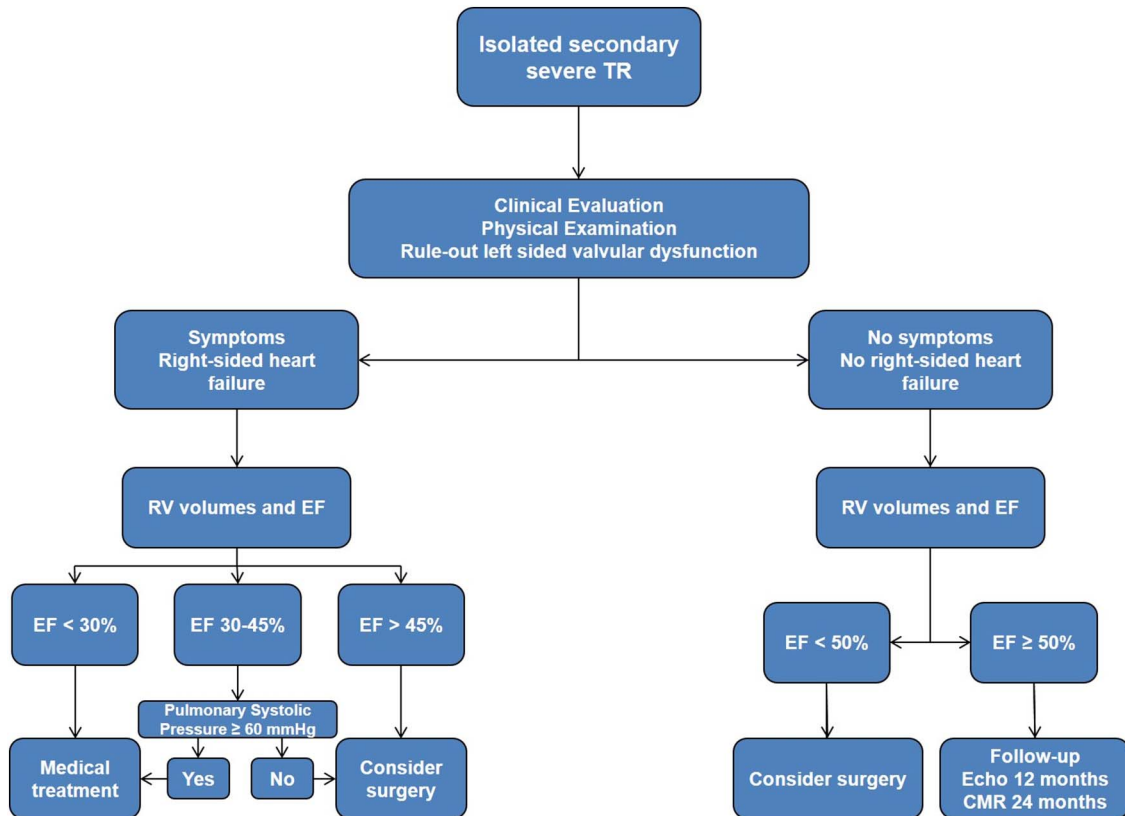 Isolated secondary
severe TR
Clinical Evaluation
Physical Examination
Rule-out left sided valvular dysfunction
Symptoms
Right-sided heart
failure
No symptoms
No right-sided heart
failure
RV volumes and EF
RV volumes and EF
EF < 30%
EF 30-45%
EF > 45%
EF < 50%
EF ≥ 50%
Pulmonary Systolic
Pressure ≥ 60 mmHg
Medical
treatment
Yes
No
Consider
surgery
Consider surgery
Follow-up
Echo 12 months
CMR 24 months